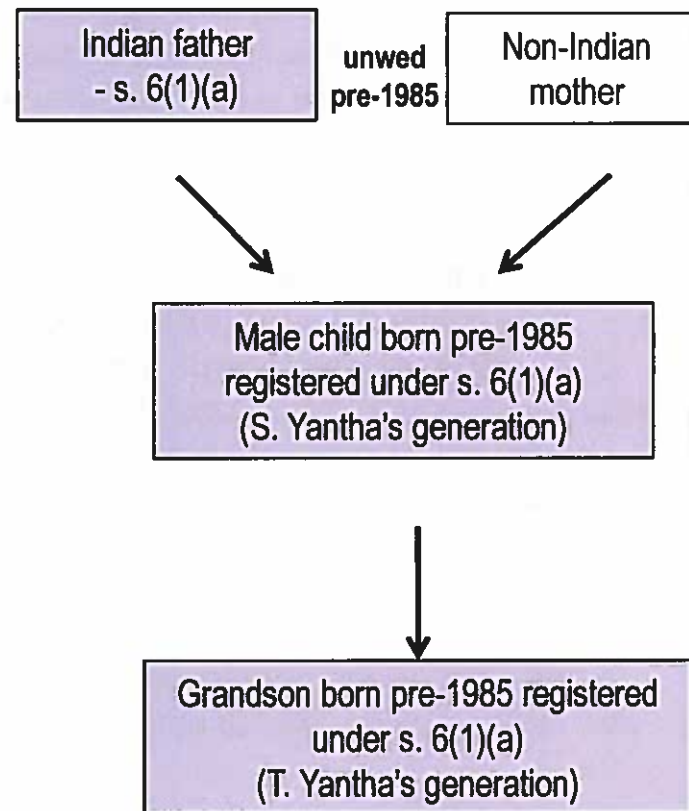 Indian father
- s. 6(1)(a)
unwed
pre-1985
Non-Indian
mother
Male child born pre-1985
registered under s. 6(1)(a)
(S. Yantha's generation)
Grandson born pre-1985 registered
under s. 6(1)(a)
(T. Yantha's generation)